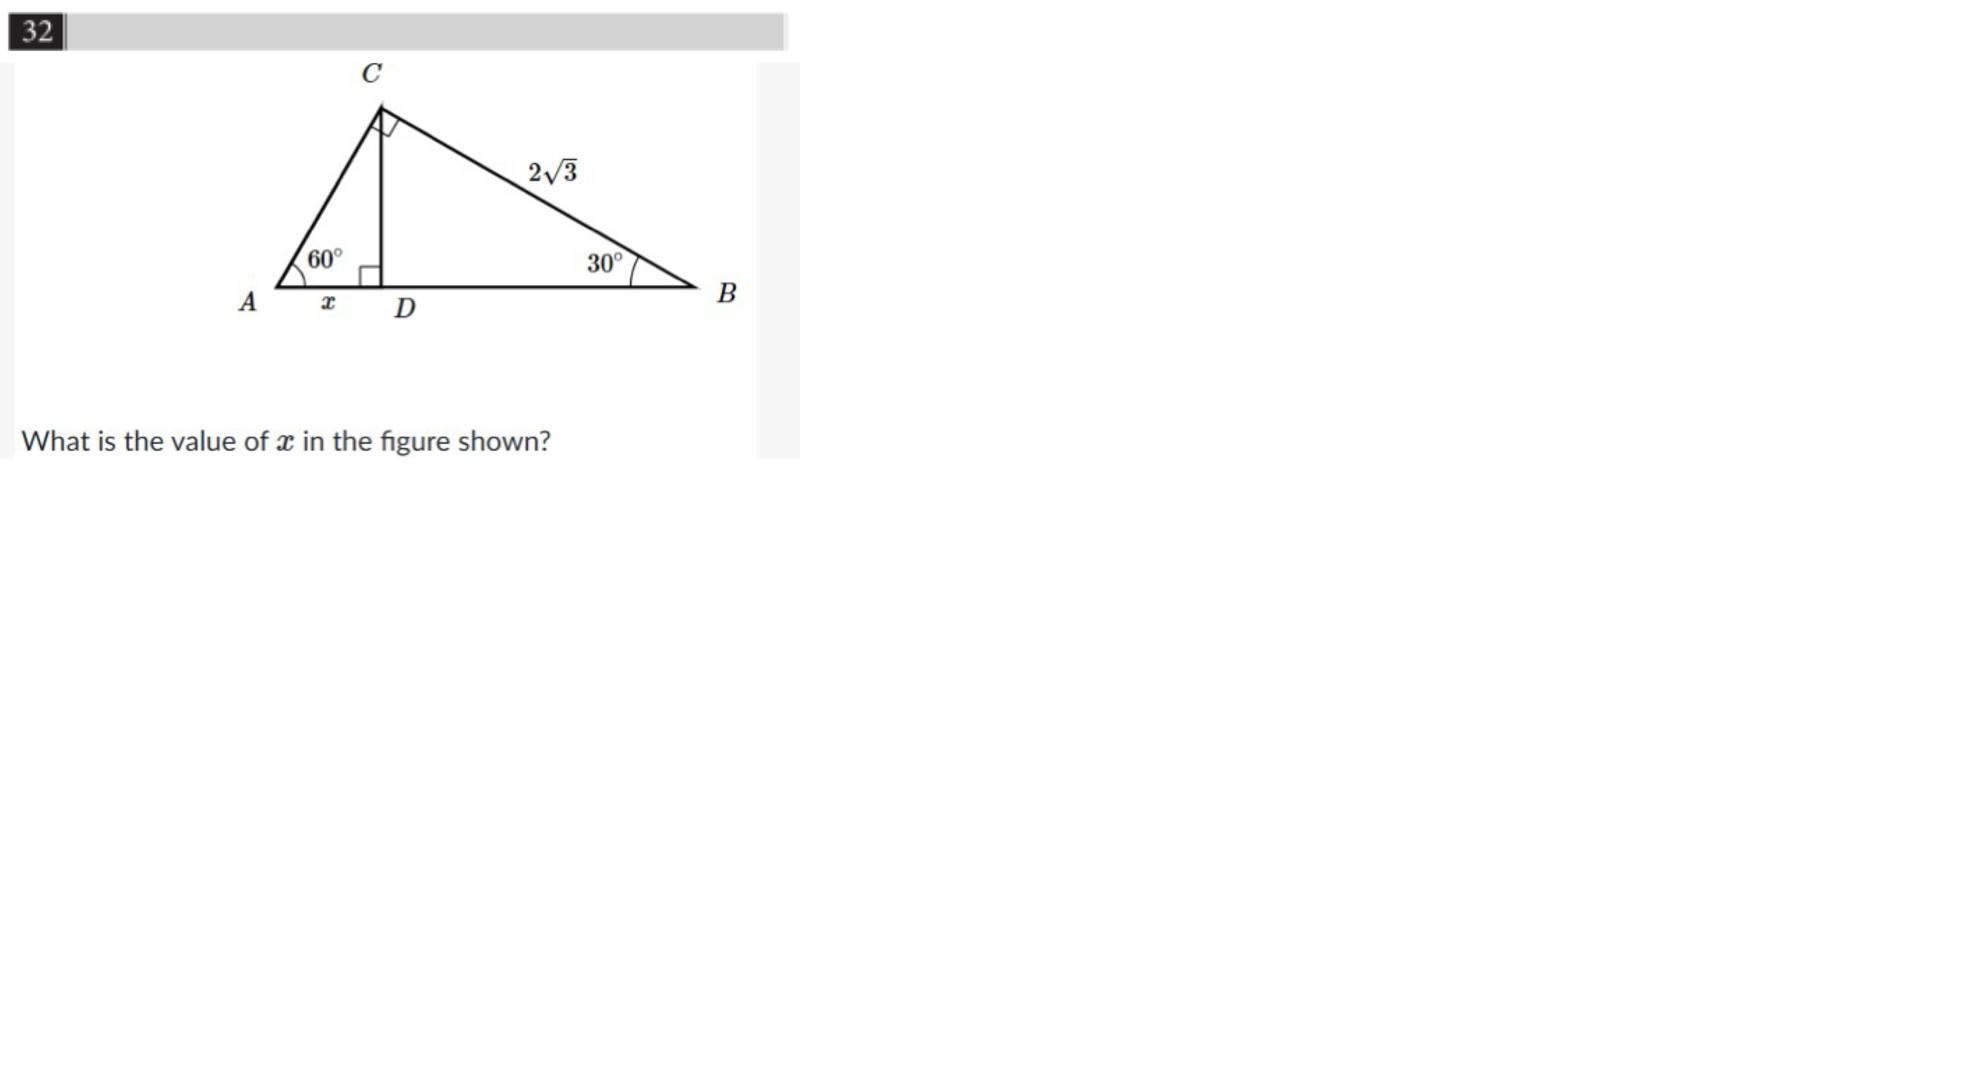 32
C
2√3
60°
30°
A
x
D
B
What is the value of x in the figure shown?